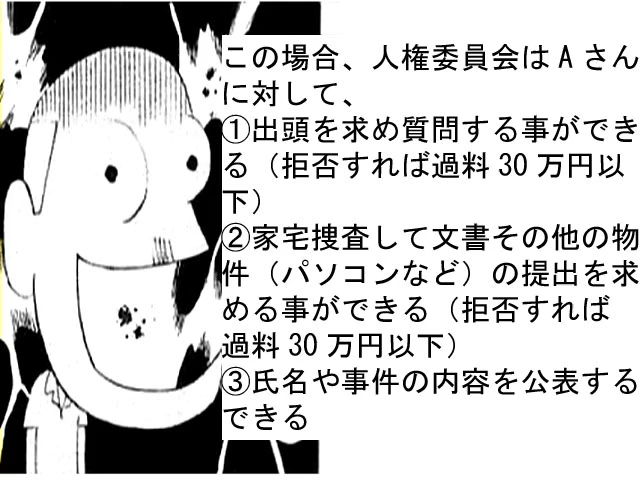 この場合、人権委員会はAさん
に対して、
①出頭を求め質問する事ができ
る（拒否すれば過料30万円以
下）
②家宅捜査して文書その他の物
件（パソコンなど）の提出を求
める事ができる（拒否すれば
過料30万円以下）
③氏名や事件の内容を公表する
できる